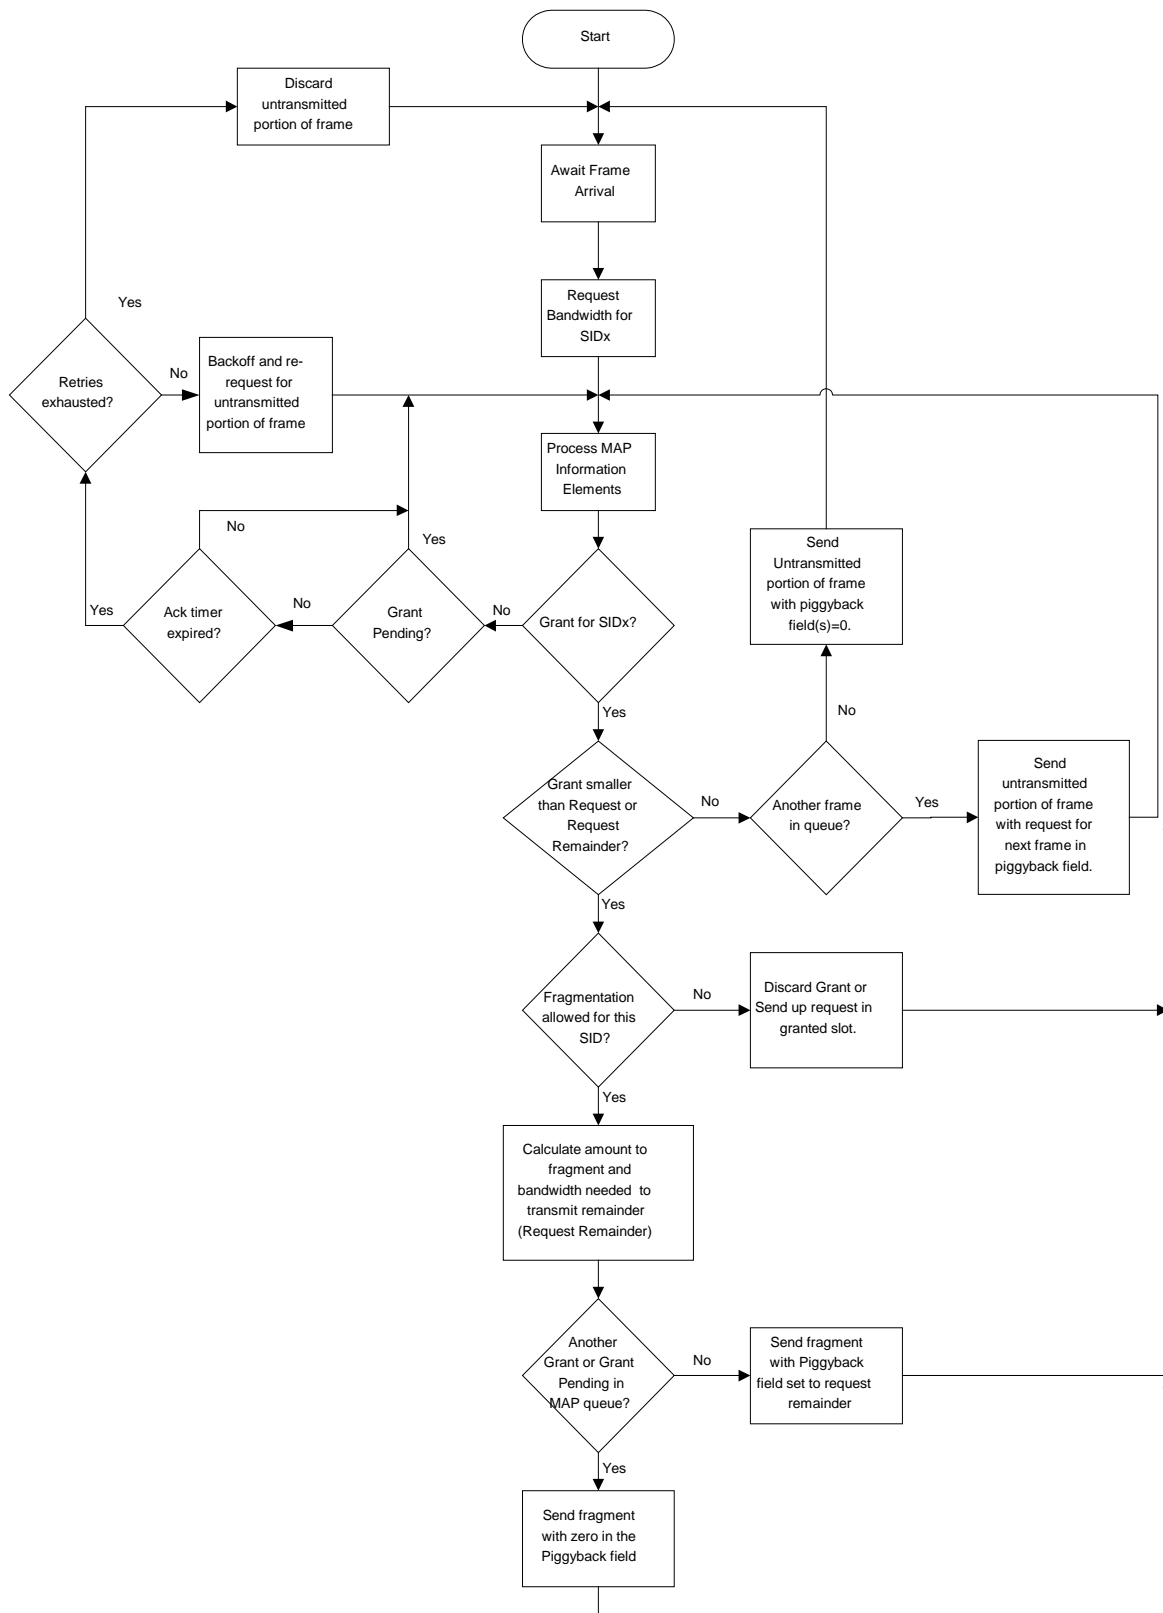 Start
Discard
untransmitted
portion of frame
Await Frame
Arrival
Request
Bandwidth for
SIDx
Yes
Retries
exhausted?
No
Backoff and re-
request for
untransmitted
portion of frame
Process MAP
Information
Elements
No
Yes
Send
Untransmitted
portion of frame
with piggyback
field(s)=0.
Yes
Ack timer
expired?
No
Grant
Pending?
No
Grant for SIDx?
Yes
No
Grant smaller
than Request or
Request
Remainder?
No
Another frame
in queue?
Yes
Send
untransmitted
portion of frame
with request for
next frame in
piggyback field.
Yes
Fragmentation
allowed for this
SID?
No
Discard Grant or
Send up request in
granted slot.
Yes
Calculate amount to
fragment and
bandwidth needed to
transmit remainder
(Request Remainder)
Another
Grant or Grant
Pending in
MAP queue?
No
Send fragment
with Piggyback
field set to request
remainder
Yes
Send fragment
with zero in the
Piggyback field